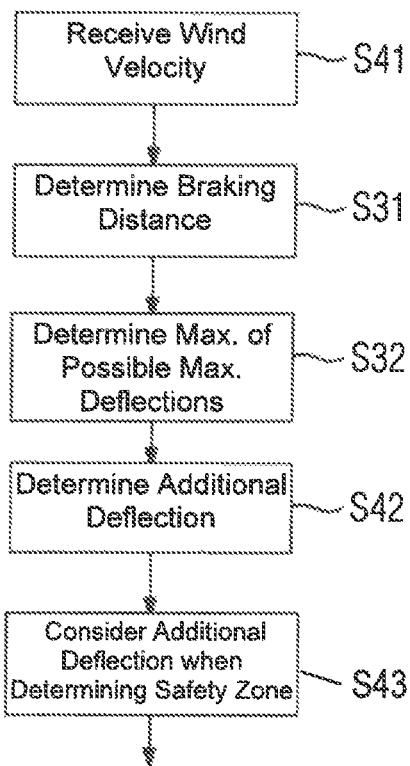 Receive Wind
Velocity
S41
Determine Braking
Distance
S31
Determine Max. of
Possible Max.
Deflections
S32
Determine Additional
Deflection
S42
Consider Additional
Deflection when
Determining Safety Zone
S43